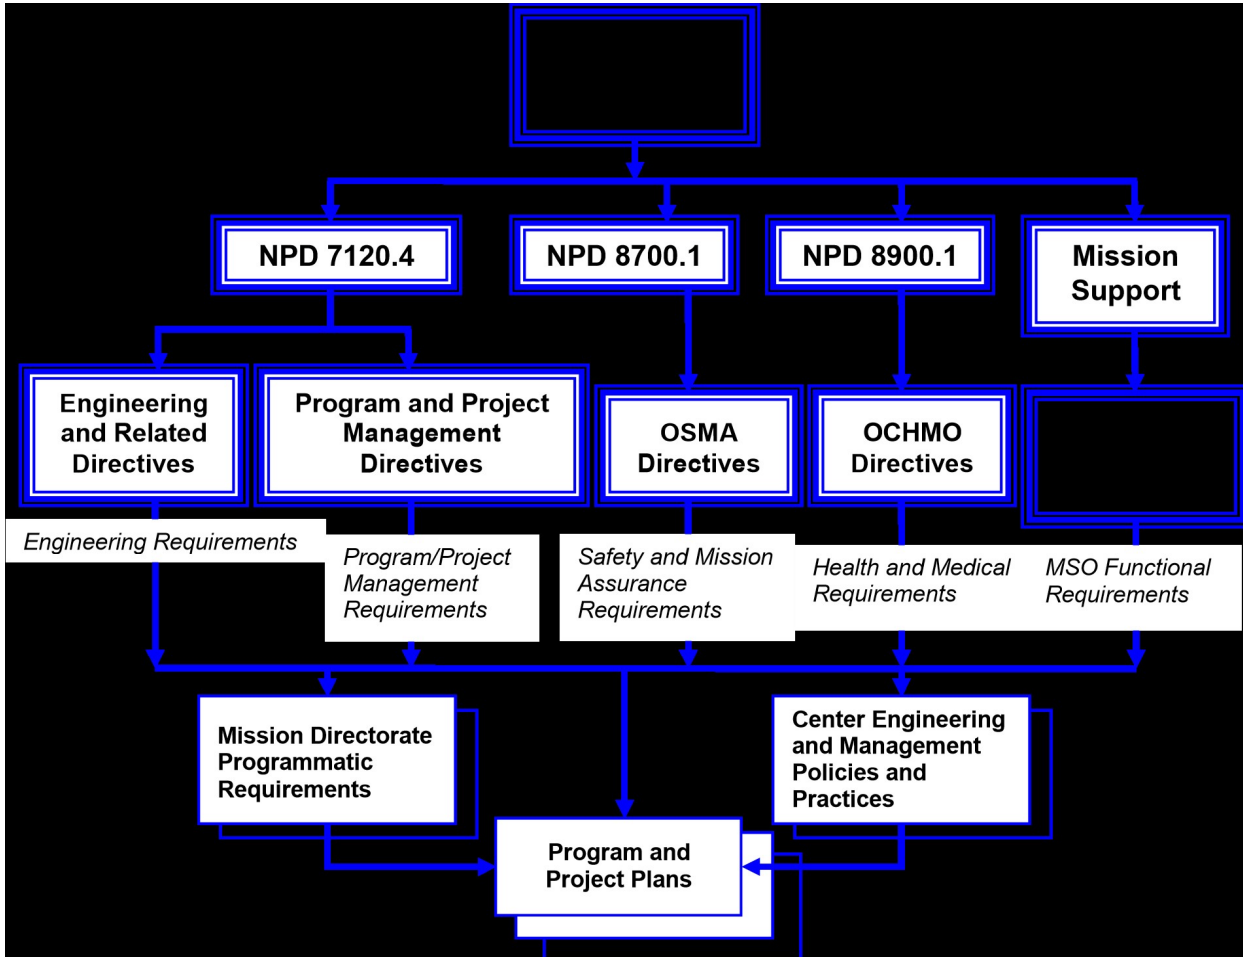 NPD 7120.4
NPD 8700.1
NPD 8900.1
Mission
Support
Engineering
and Related
Directives
Program and Project
Management
Directives
OSMA
Directives
OCHMO
Directives
Engineering Requirements
Program/Project
Management
Requirements
Safety and Mission
Assurance
Requirements
Health and Medical
Requirements
MSO Functional
Requirements
Mission Directorate
Programmatic
Requirements
Center Engineering
and Management
Policies and
Practices
Program and
Project Plans